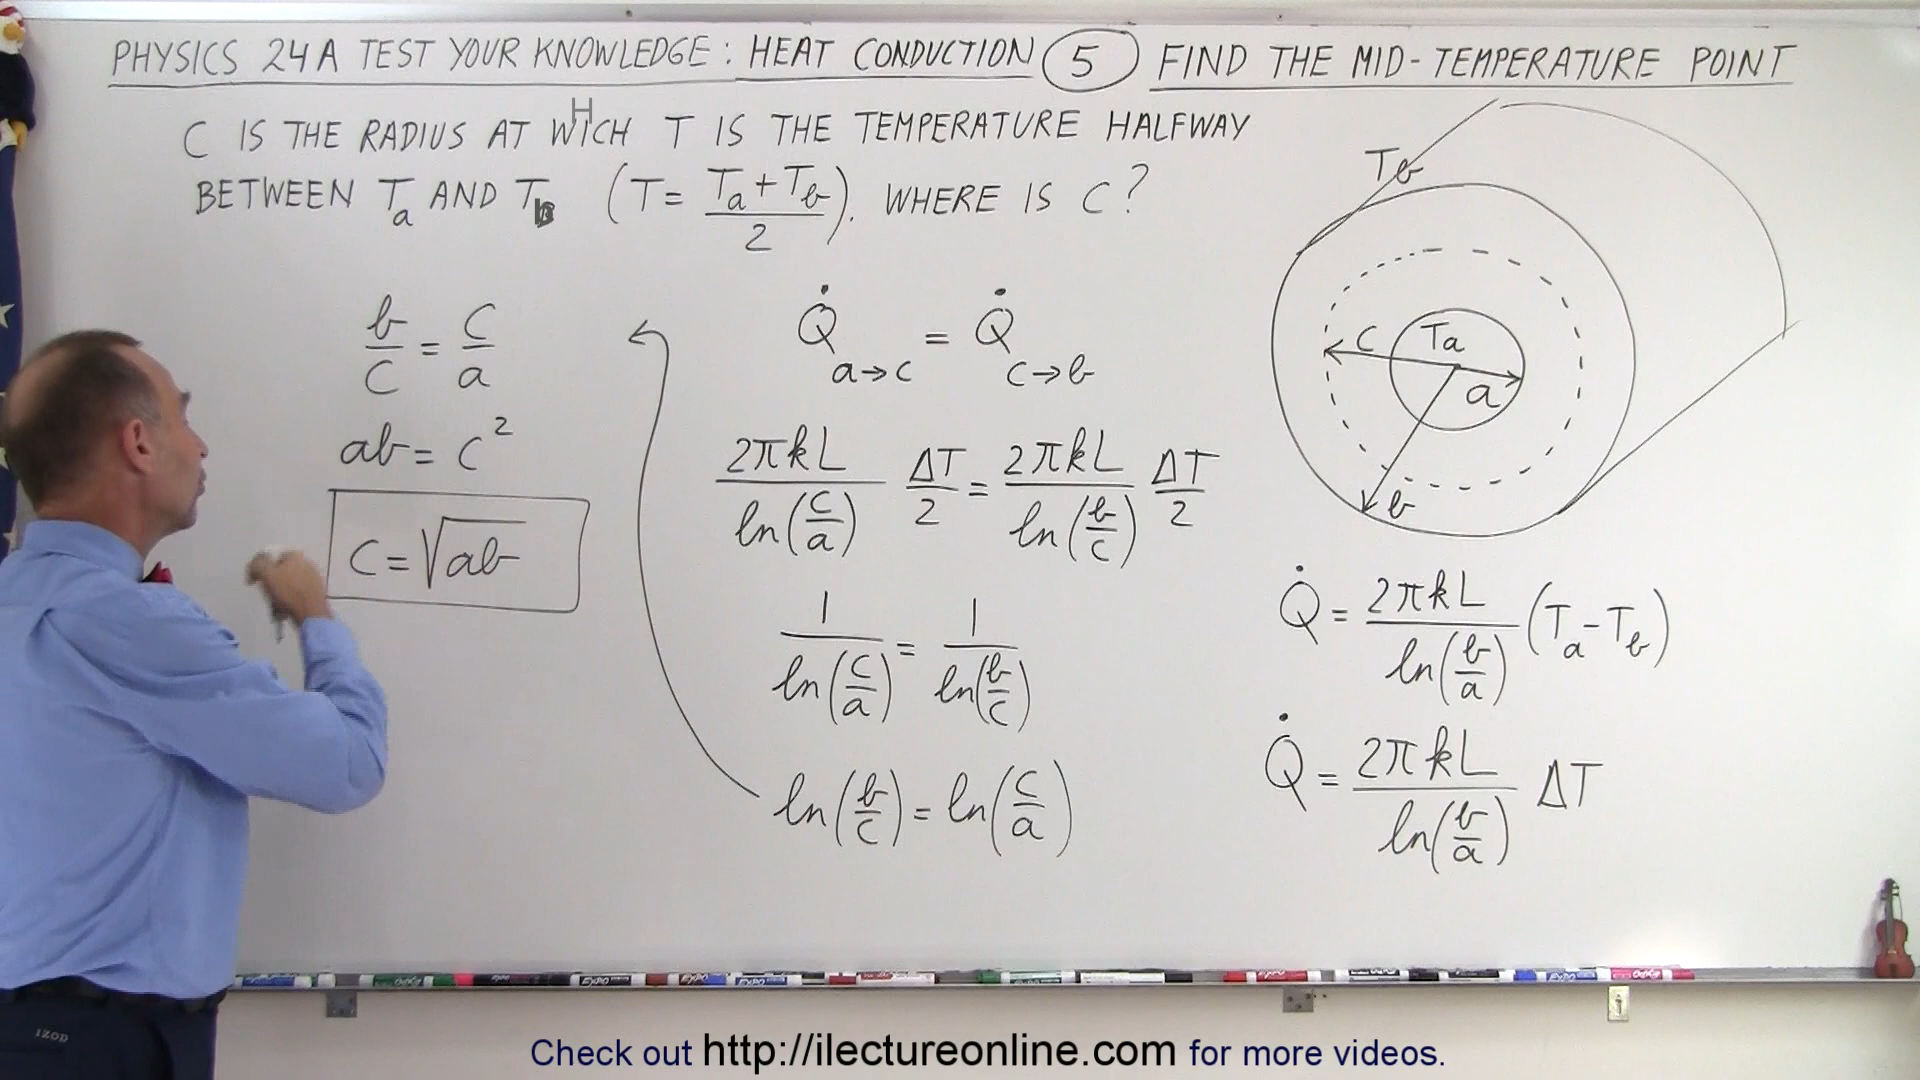 PHYSICS 24A TEST YOUR KNOWLEDGE: HEAT CONDUCTION 5 FIND THE MID-TEMPERATURE POINT
C IS THE RADIUS AT WHICH T IS THE TEMPERATURE HALFWAY
BETWEEN Ta AND Tb (T = (Ta + Tb)/2). WHERE IS C?
b/c = c/a
ab = c²
c = √ab
Q̇ a→c = Q̇ c→b
2πkL/ln(c/a) ΔT/2 = 2πkL/ln(b/c) ΔT/2
1/ln(c/a) = 1/ln(b/c)
ln(b/c) = ln(c/a)
Tb
Ta
c
a
b
Q̇ = 2πkL/ln(b/a) (Ta - Tb)
Q̇ = 2πkL/ln(b/a) ΔT
IZOD
Check out http://ilectureonline.com for more videos.